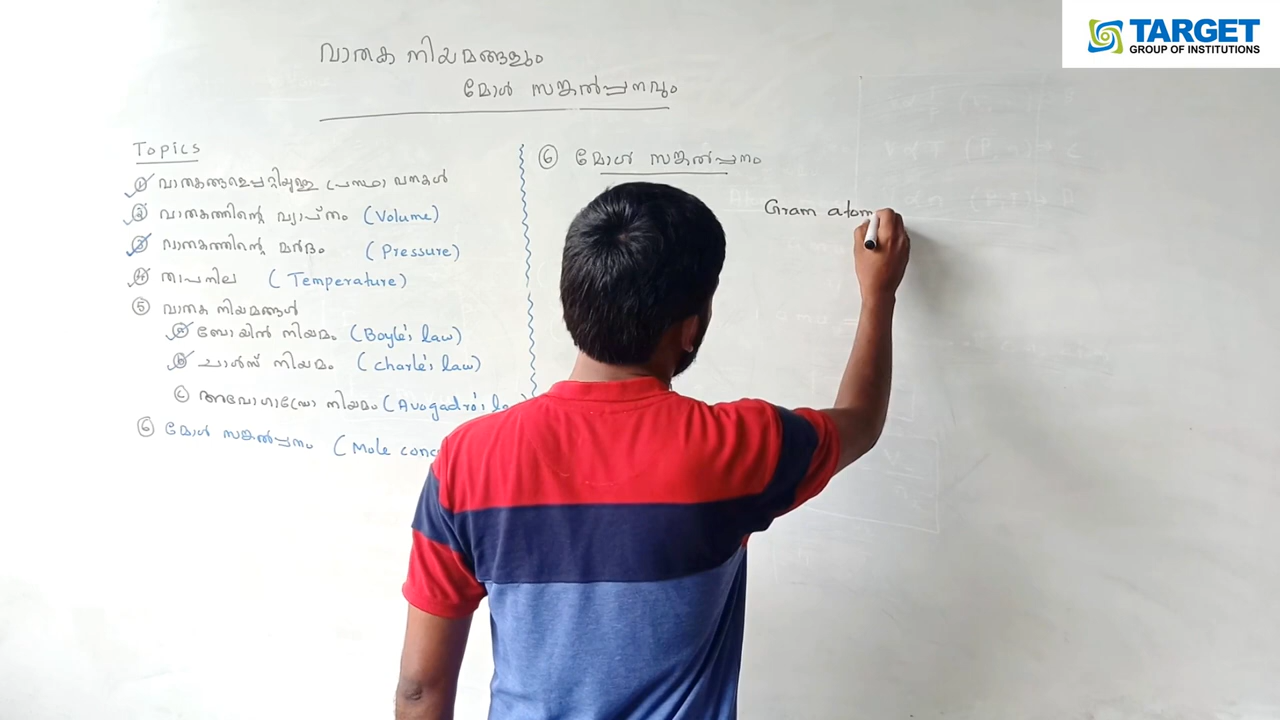 TARGET
GROUP OF INSTITUTIONS
വാതക നിയമങ്ങളും
മോൾ സങ്കൽപ്പനവും
Topics
① വാതകങ്ങളെപ്പറ്റിയുള്ള പ്രസ്ഥാവനകൾ
② വാതകത്തിന്റെ വ്യാപ്തം (Volume)
③ വാതകത്തിന്റെ മർദം (Pressure)
④ താപനില (Temperature)
⑤ വാതക നിയമങ്ങൾ
ⓐ ബോയിൽ നിയമം (Boyle's law)
ⓑ ചാൾസ് നിയമം (Charle's law)
ⓒ അവോഗാഡ്രോ നിയമം (Avogadro's
⑥ മോൾ സങ്കൽപ്പനം (Mole
⑥ മോൾ സങ്കൽപ്പനം
Gram atom